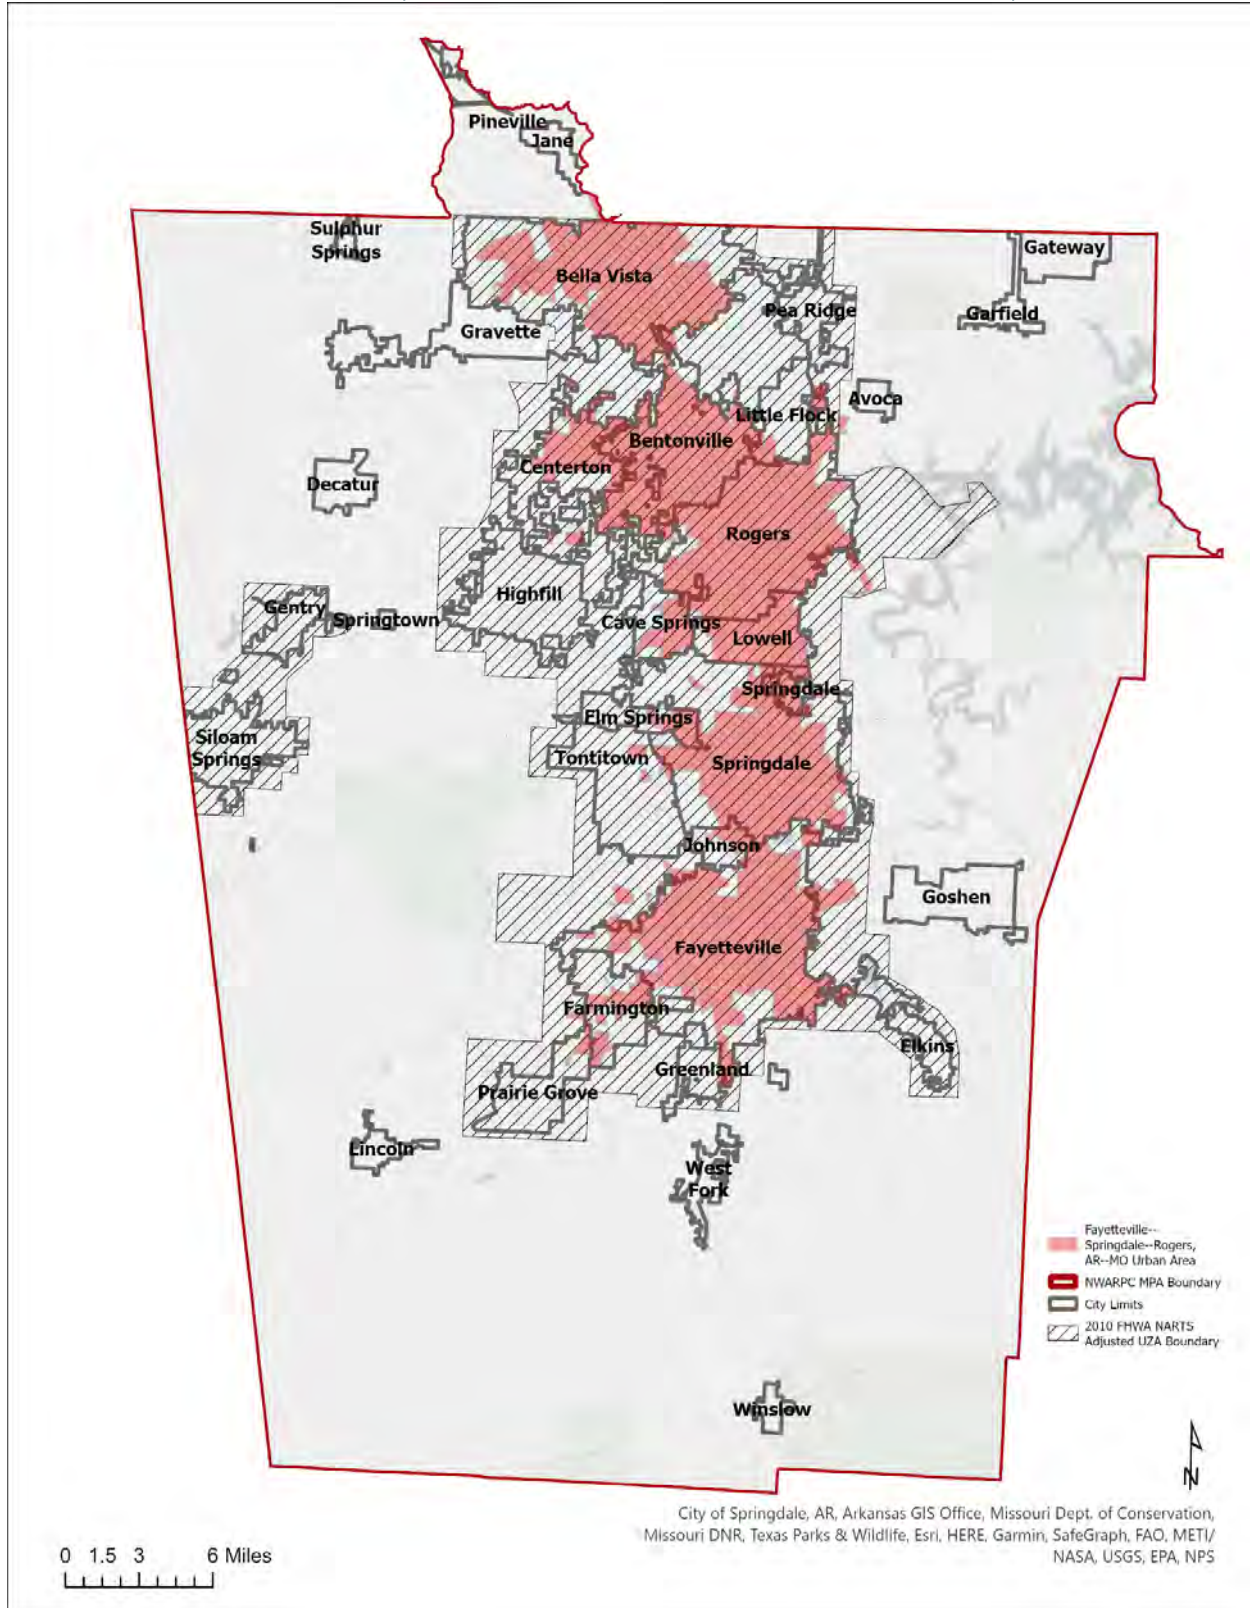 Pineville
Jane
Sulphur
Springs
Gateway
Bella Vista
Pea Ridge
Garfield
Gravette
Avoca
Little Flock
Bentonville
Centerton
Decatur
Rogers
Highfill
Gentry
Springtown
Cave Springs
Lowell
Springdale
Elm Springs
Siloam
Springs
Tontitown
Springdale
Johnson
Goshen
Fayetteville
Farmington
Elkins
Greenland
Prairie Grove
Lincoln
West
Fork
Winslow
Fayetteville--
Springdale--Rogers,
AR--MO Urban Area
NWARPC MPA Boundary
City Limits
2010 FHWA NARTS
Adjusted UZA Boundary
N
City of Springdale, AR, Arkansas GIS Office, Missouri Dept. of Conservation,
Missouri DNR, Texas Parks & Wildlife, Esri, HERE, Garmin, SafeGraph, FAO, METI/
NASA, USGS, EPA, NPS
0 1.5 3 6 Miles